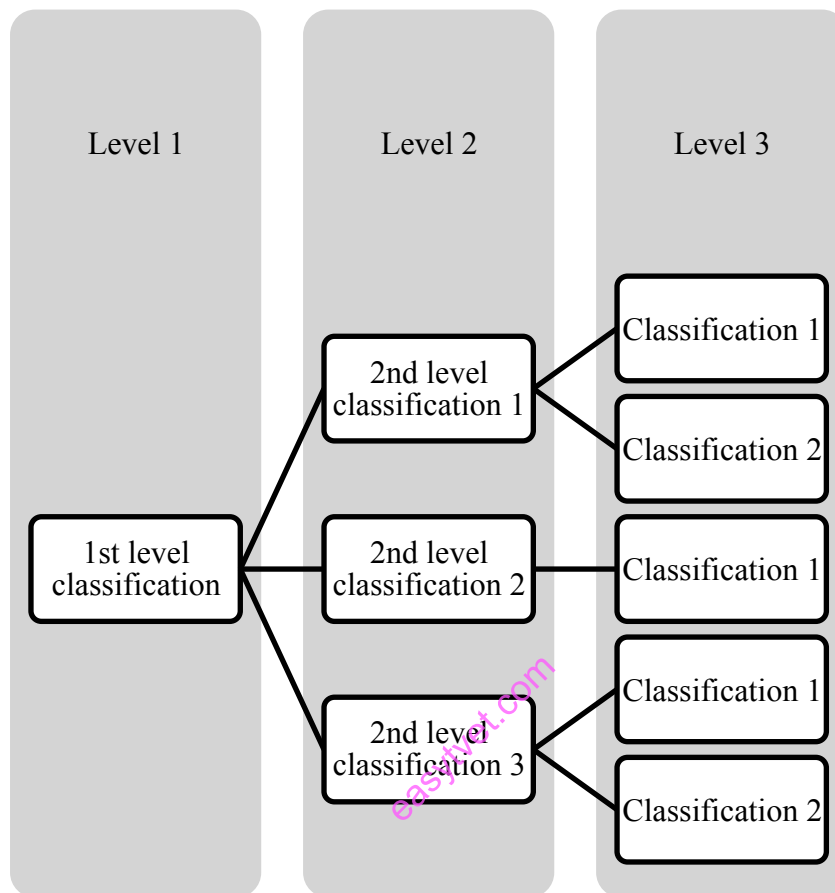 Level 1
Level 2
Level 3
1st level
classification
2nd level
classification 1
2nd level
classification 2
2nd level
classification 3
Classification 1
Classification 2
Classification 1
Classification 1
Classification 2
easytvet.com